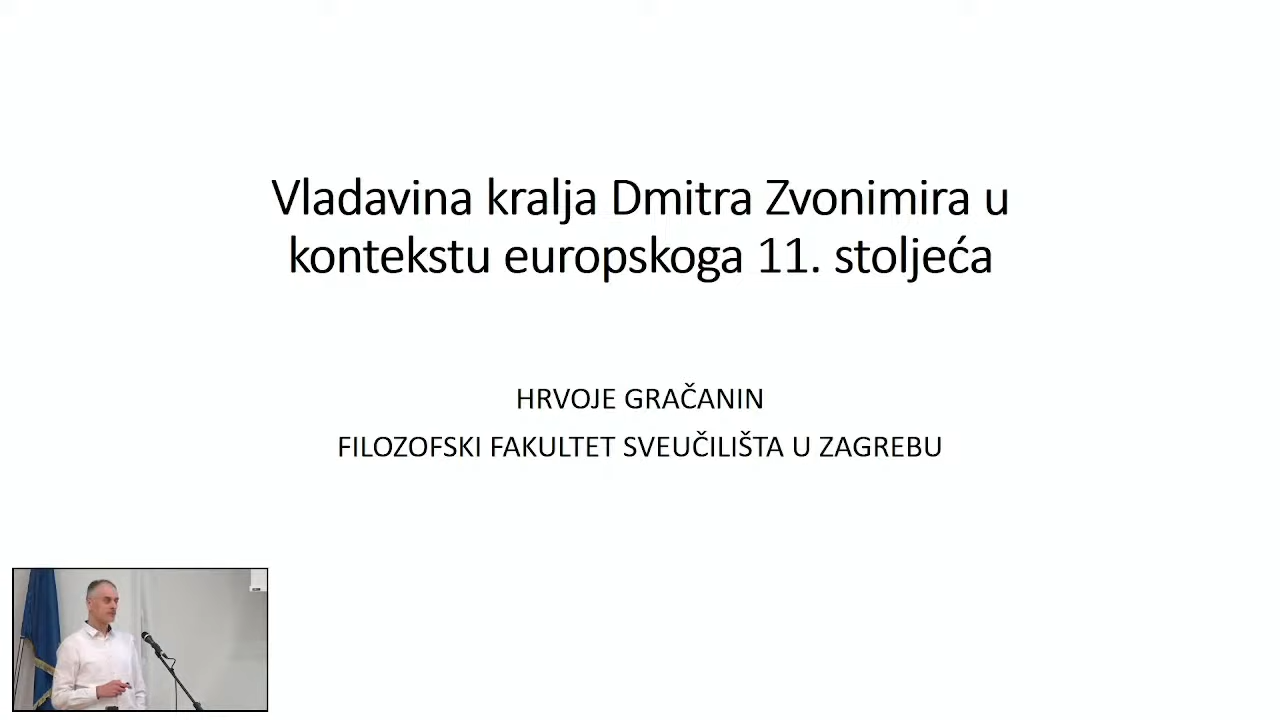 Vladavina kralja Dmitra Zvonimira u
kontekstu europskoga 11. stoljeća
HRVOJE GRAČANIN
FILOZOFSKI FAKULTET SVEUČILIŠTA U ZAGREBU